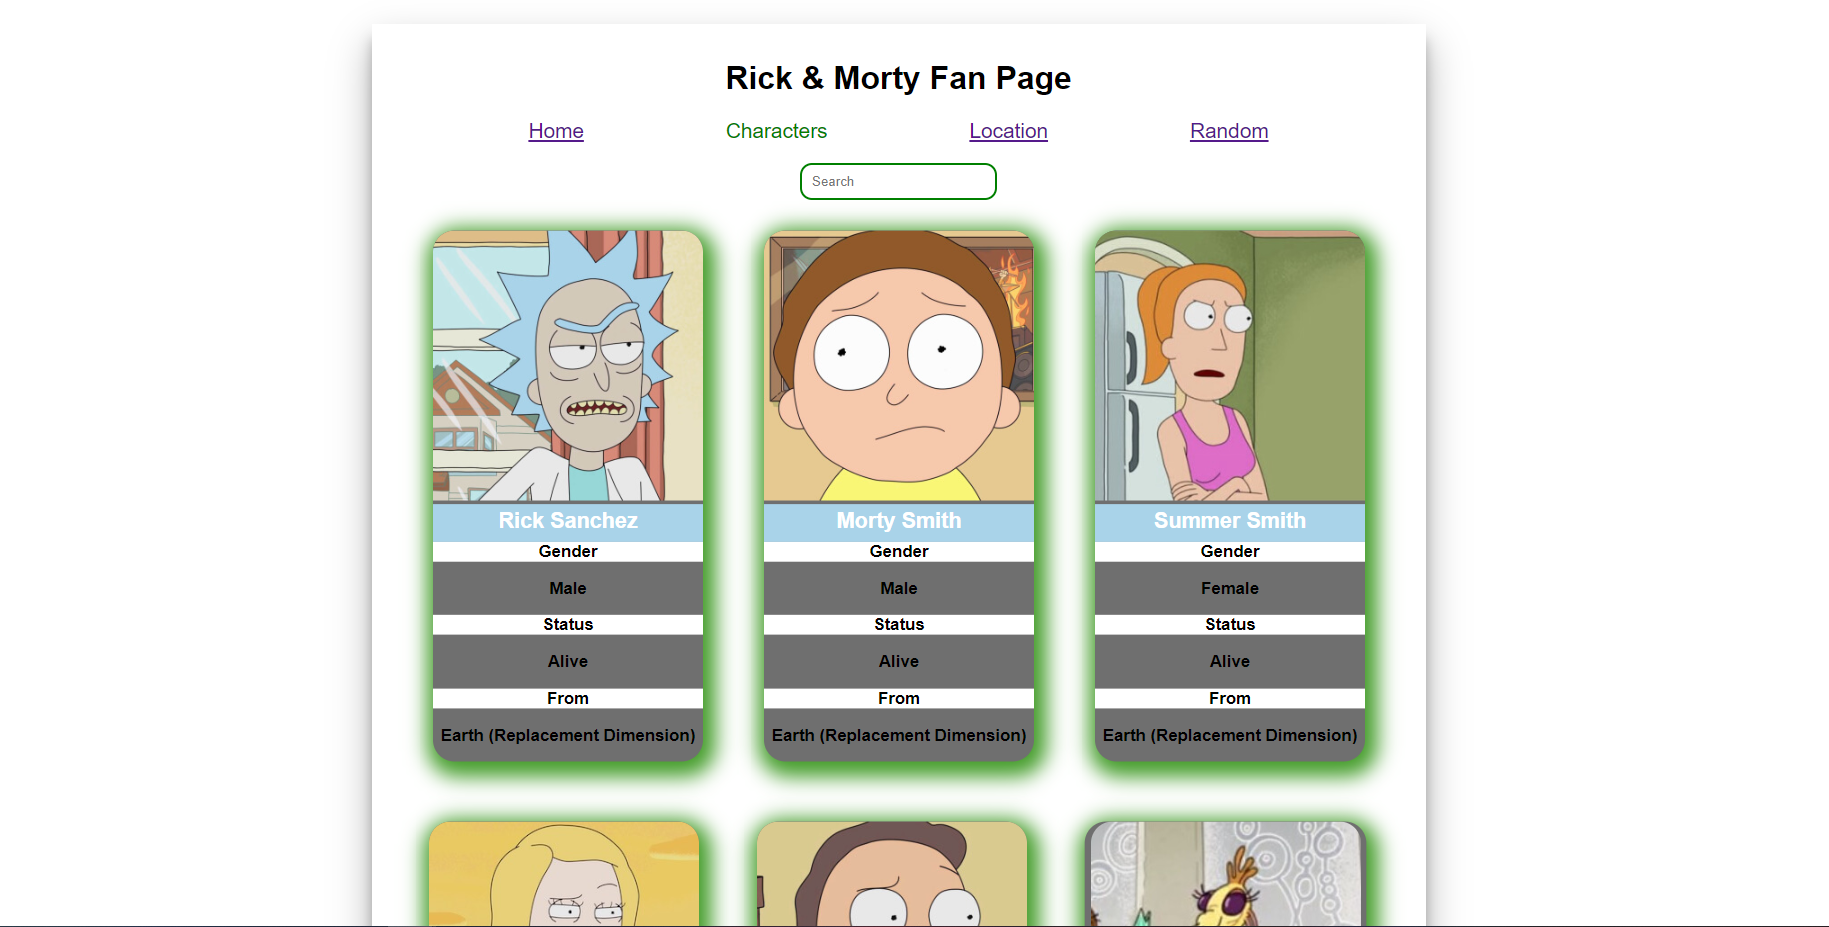 Rick & Morty Fan Page
Home Characters Location Random
Search
Rick Sanchez
Gender
Male
Status
Alive
From
Earth (Replacement Dimension)
Morty Smith
Gender
Male
Status
Alive
From
Earth (Replacement Dimension)
Summer Smith
Gender
Female
Status
Alive
From
Earth (Replacement Dimension)